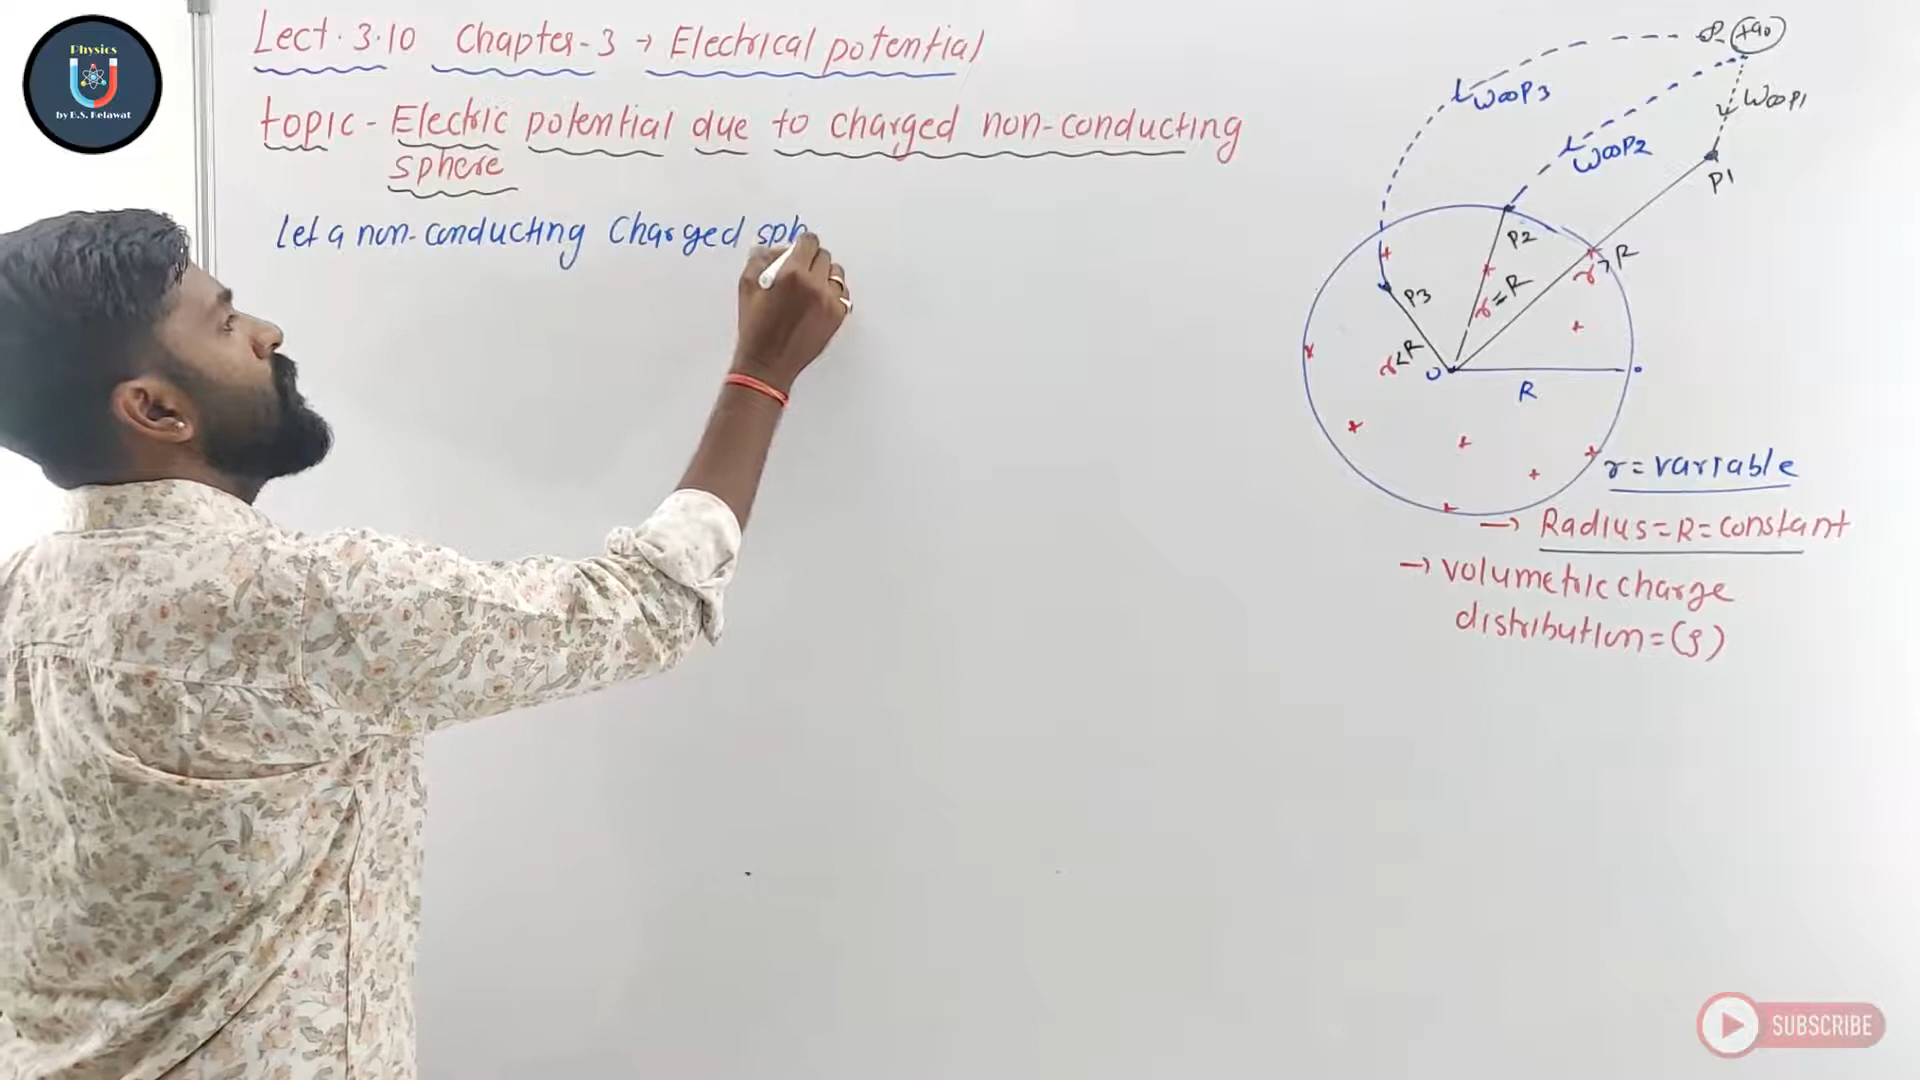 Physics
by B.S. Kelawat
Lect. 3.10 Chapter-3 → Electrical potential
topic - Electric potential due to charged non-conducting
sphere
Let a non-conducting Charged sph
∞ +q0
W∞P3
W∞P1
W∞P2
P1
P2
r > R
P3
r = R
r < R
O
R
r = variable
→ Radius = R = constant
→ volumetric charge
distribution = (ρ)
SUBSCRIBE